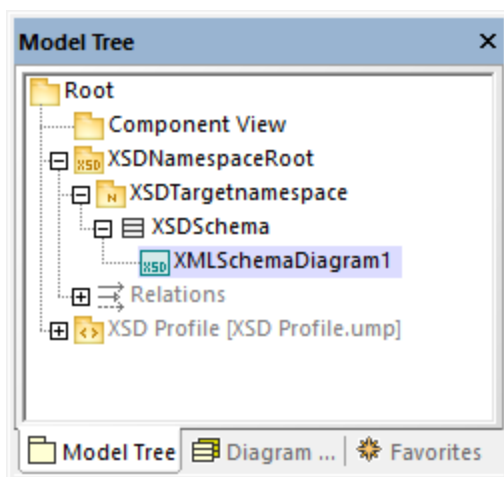 Model Tree
Root
Component View
XSDNamespaceRoot
XSDTargetnamespace
XSDSchema
XMLSchemaDiagram1
Relations
XSD Profile [XSD Profile.ump]
Model Tree Diagram ... Favorites